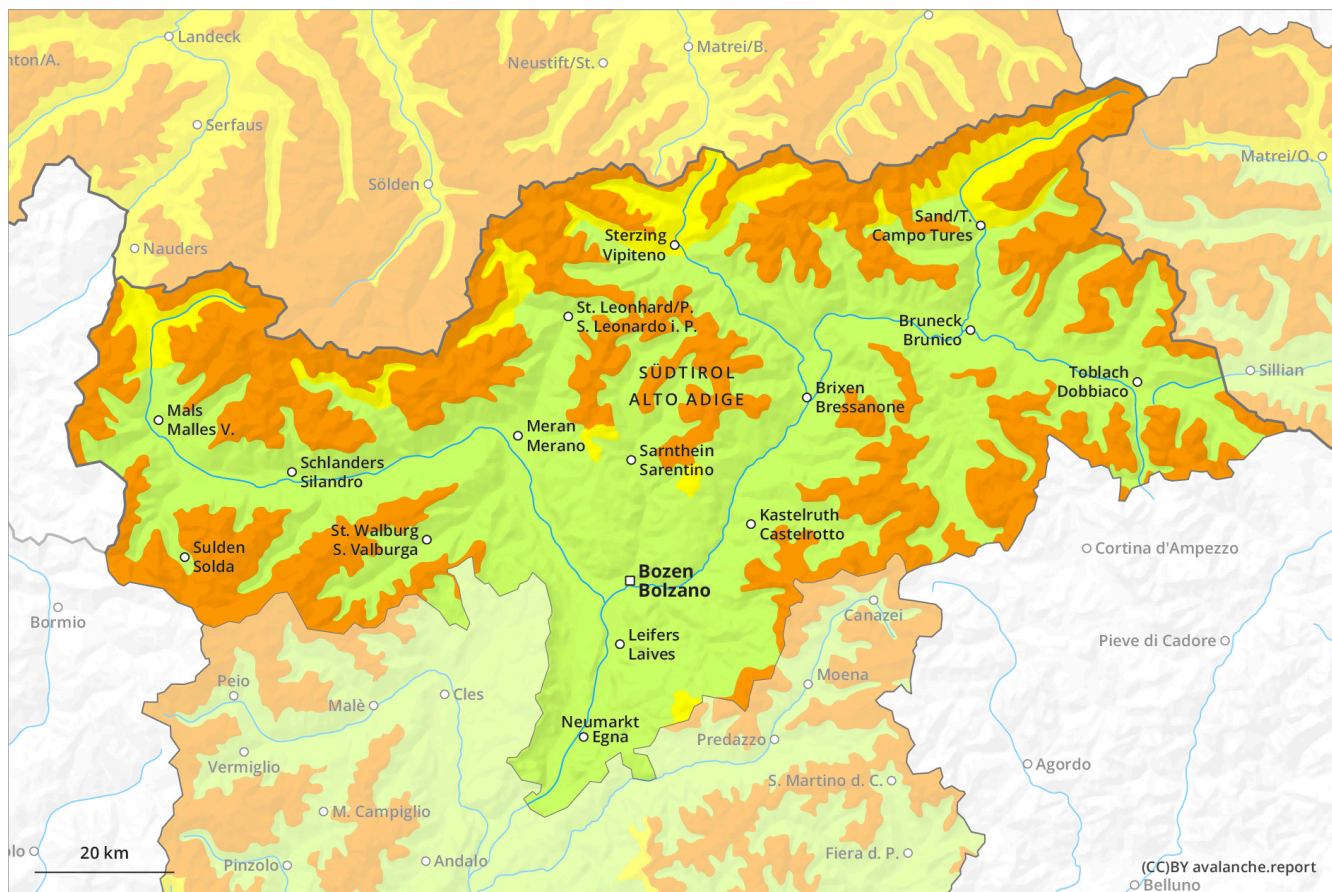 Landeck
Matrei/B.
nton/A.
Neustift/St.
Serfaus
Matrei/O.
Sölden
Sand/T.
Campo Tures
Sterzing
Vipiteno
Nauders
St. Leonhard/P.
S. Leonardo i. P.
Bruneck
Brunico
SÜDTIROL
ALTO ADIGE
Toblach
Dobbiaco
Sillian
Brixen
Bressanone
Mals
Malles V.
Meran
Merano
Sarnthein
Sarentino
Schlanders
Silandro
Kastelruth
Castelrotto
St. Walburg
S. Valburga
Sulden
Solda
Cortina d'Ampezzo
Bozen
Bolzano
Bormio
Canazei
Leifers
Laives
Pieve di Cadore
Peio
Moena
Cles
Malè
Neumarkt
Egna
Predazzo
Vermiglio
Agordo
S. Martino d. C.
M. Campiglio
20 km
olo
Pinzolo
Andalo
Fiera d. P.
(CC)BY avalanche.report
Belluno